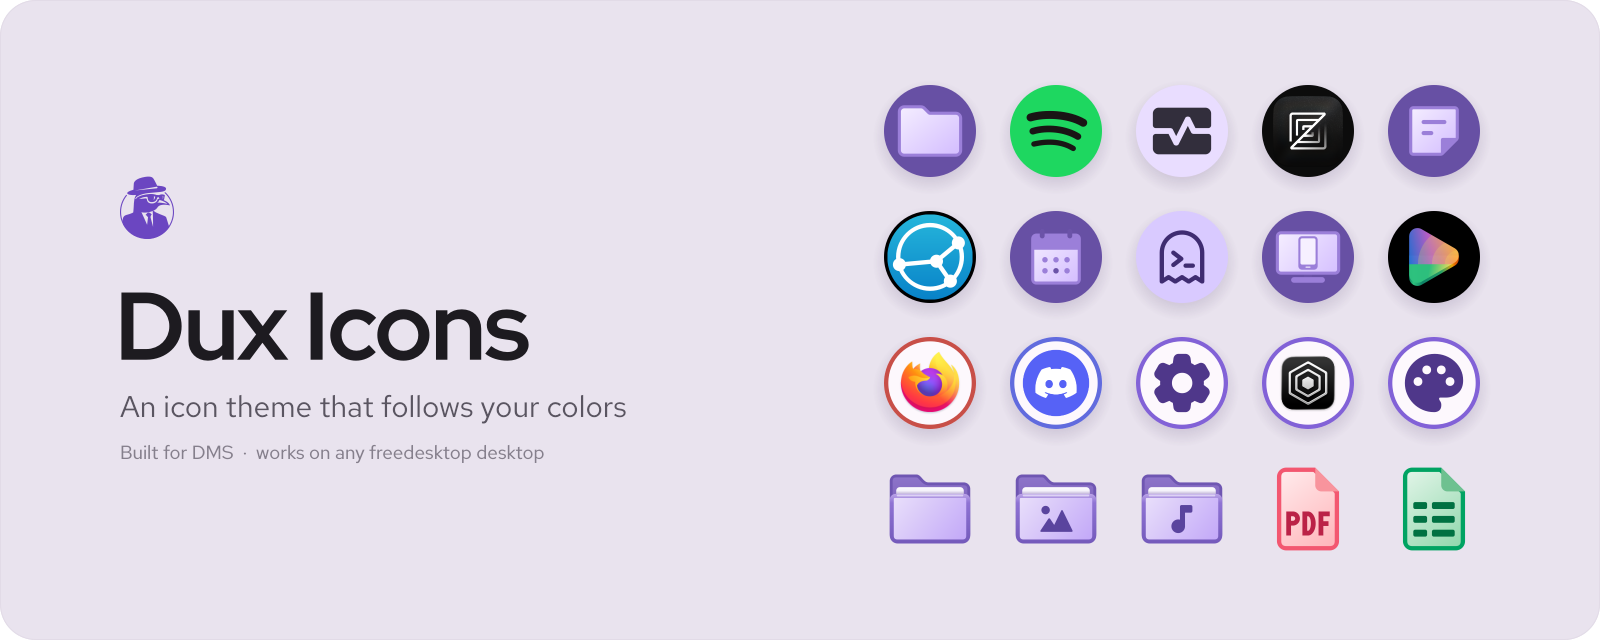 Dux Icons
An icon theme that follows your colors
Built for DMS · works on any freedesktop desktop
PDF